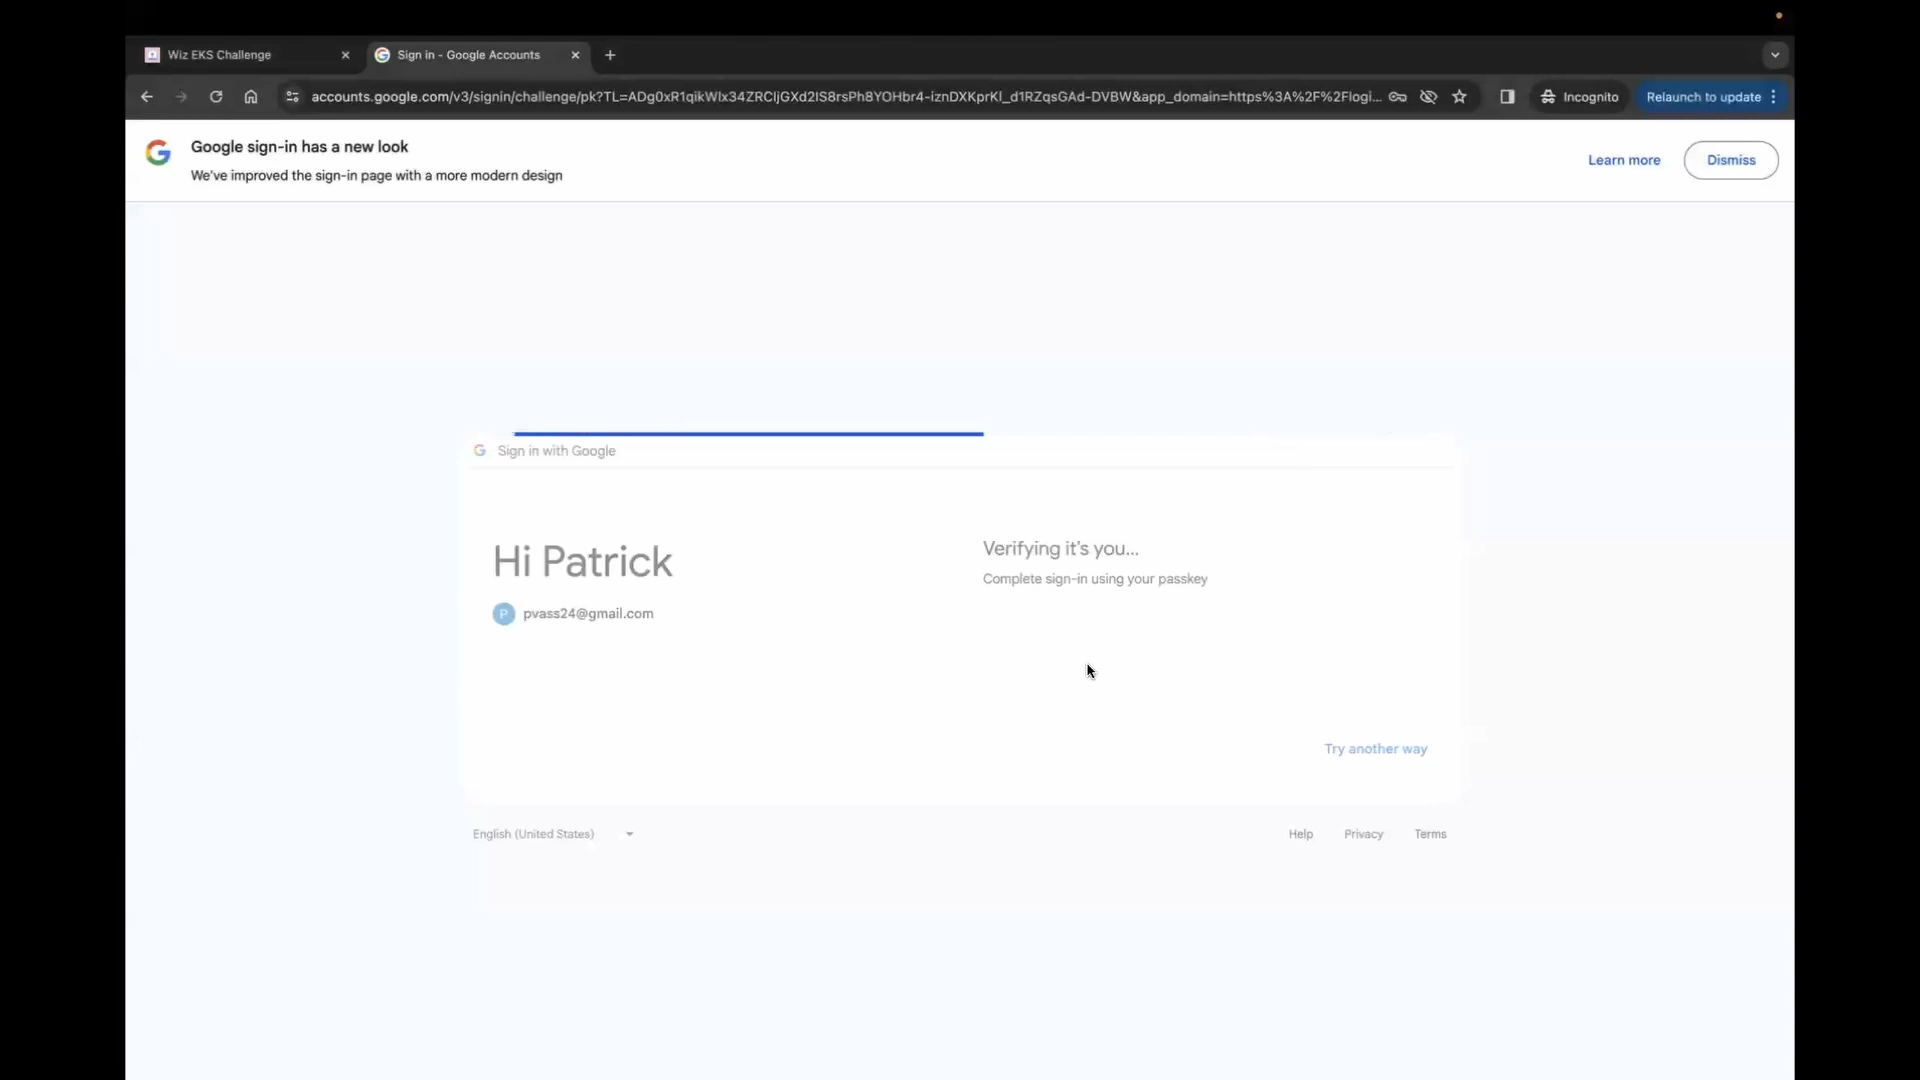 Wiz EKS Challenge
Sign in - Google Accounts
accounts.google.com/v3/signin/challenge/pk?TL=ADg0xR1qikWlx34ZRCljGXd2lS8rsPh8YOHbr4-iznDXKprKl_d1RZqsGAd-DVBW&app_domain=https%3A%2F%2Flogi...
Incognito
Relaunch to update
Google sign-in has a new look
We've improved the sign-in page with a more modern design
Learn more
Dismiss
Sign in with Google
Hi Patrick
P pvass24@gmail.com
Verifying it's you...
Complete sign-in using your passkey
Try another way
English (United States)
Help
Privacy
Terms